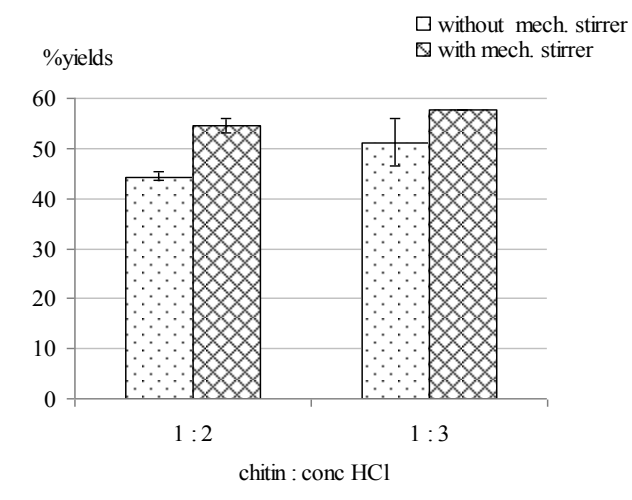 without mech. stirrer
with mech. stirrer
%yields
60
50
40
30
20
10
0
1 : 2
1 : 3
chitin : conc HCl